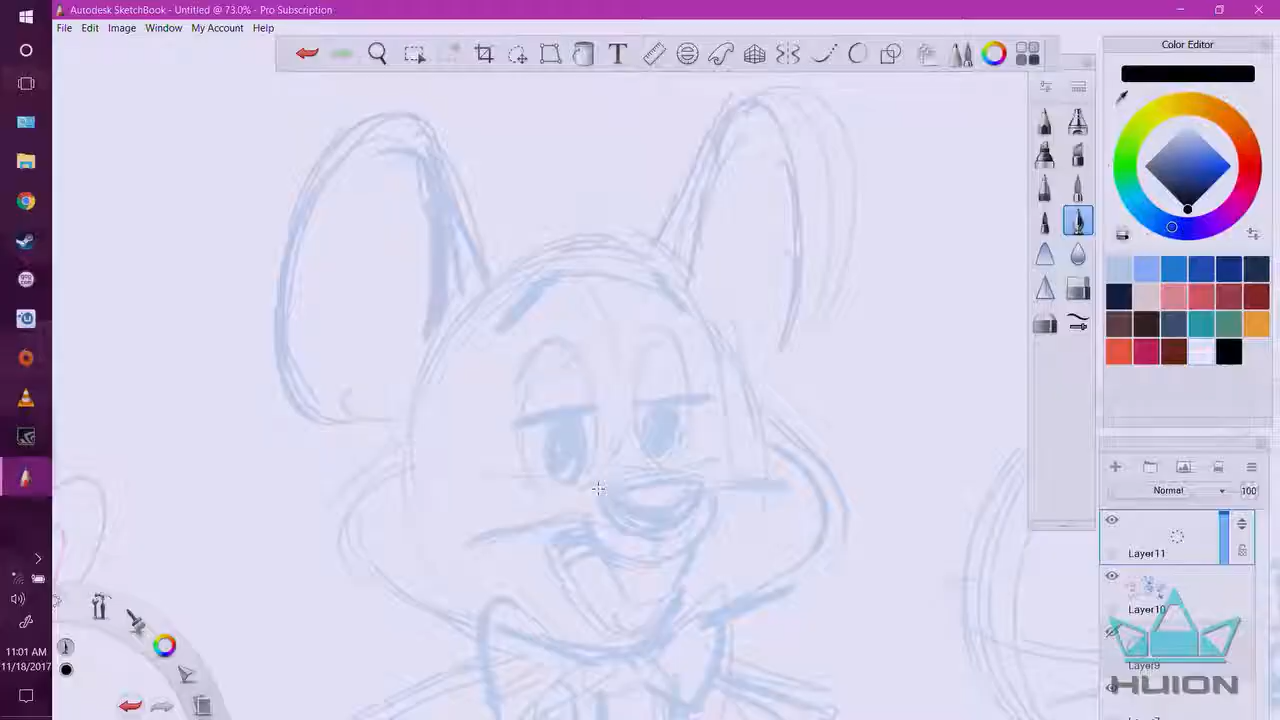 Autodesk SketchBook - Untitled @ 73.0% - Pro Subscription
File Edit Image Window My Account Help
T
Color Editor
Normal 100
Layer11
Layer10
Layer9
HUION
11:01 AM
11/18/2017